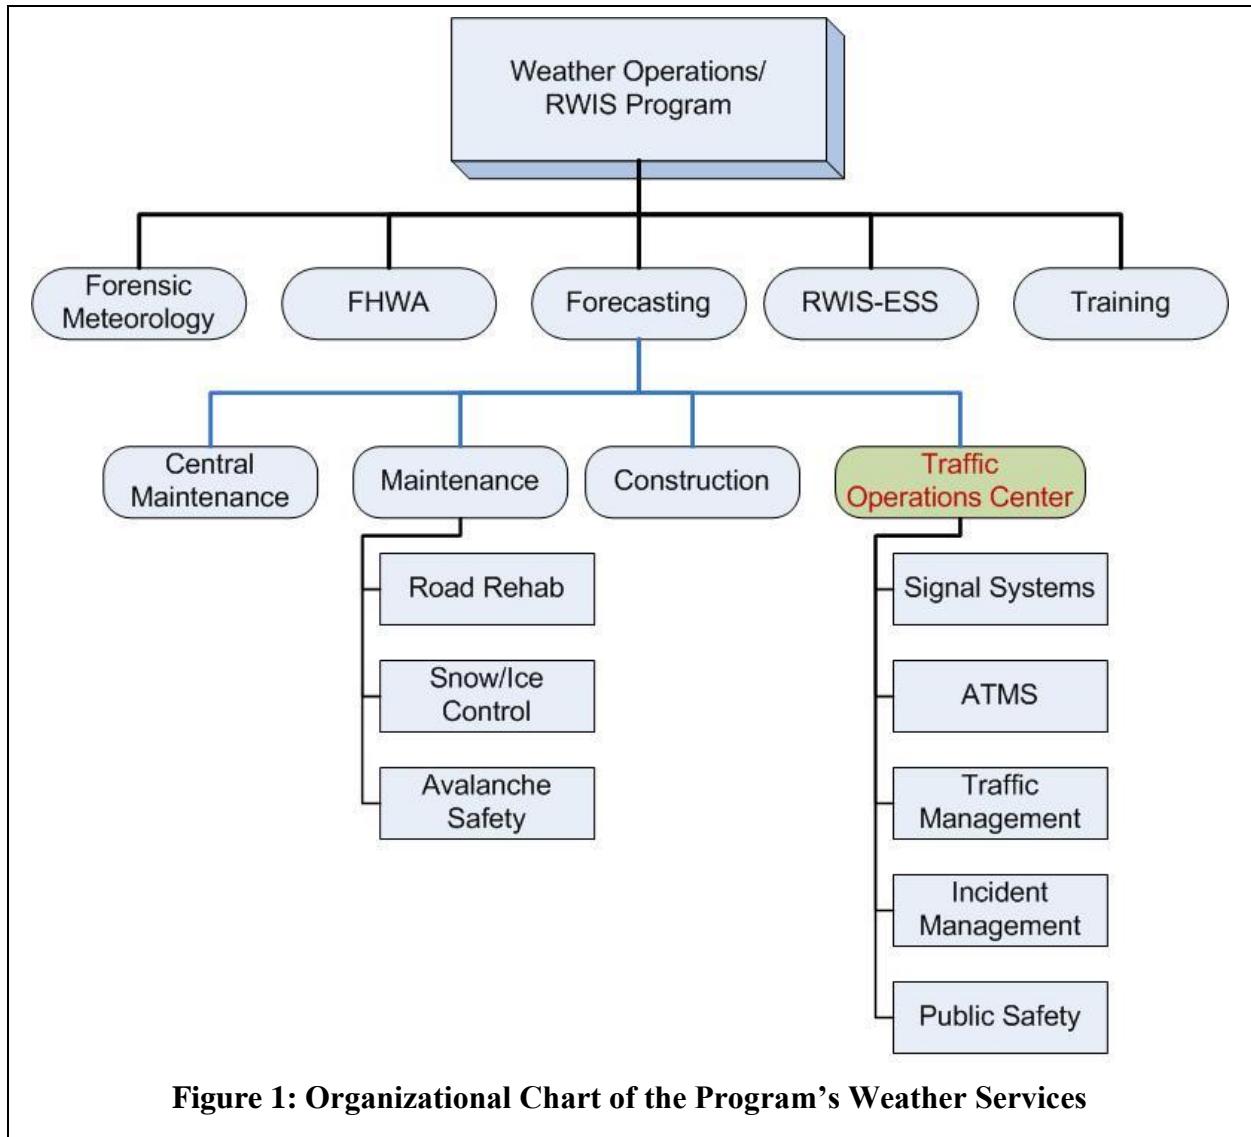 Weather Operations/
RWIS Program
Forensic
Meteorology
FHWA
Forecasting
RWIS-ESS
Training
Central
Maintenance
Maintenance
Construction
Traffic
Operations Center
Road Rehab
Snow/Ice
Control
Avalanche
Safety
Signal Systems
ATMS
Traffic
Management
Incident
Management
Public Safety
Figure 1: Organizational Chart of the Program's Weather Services